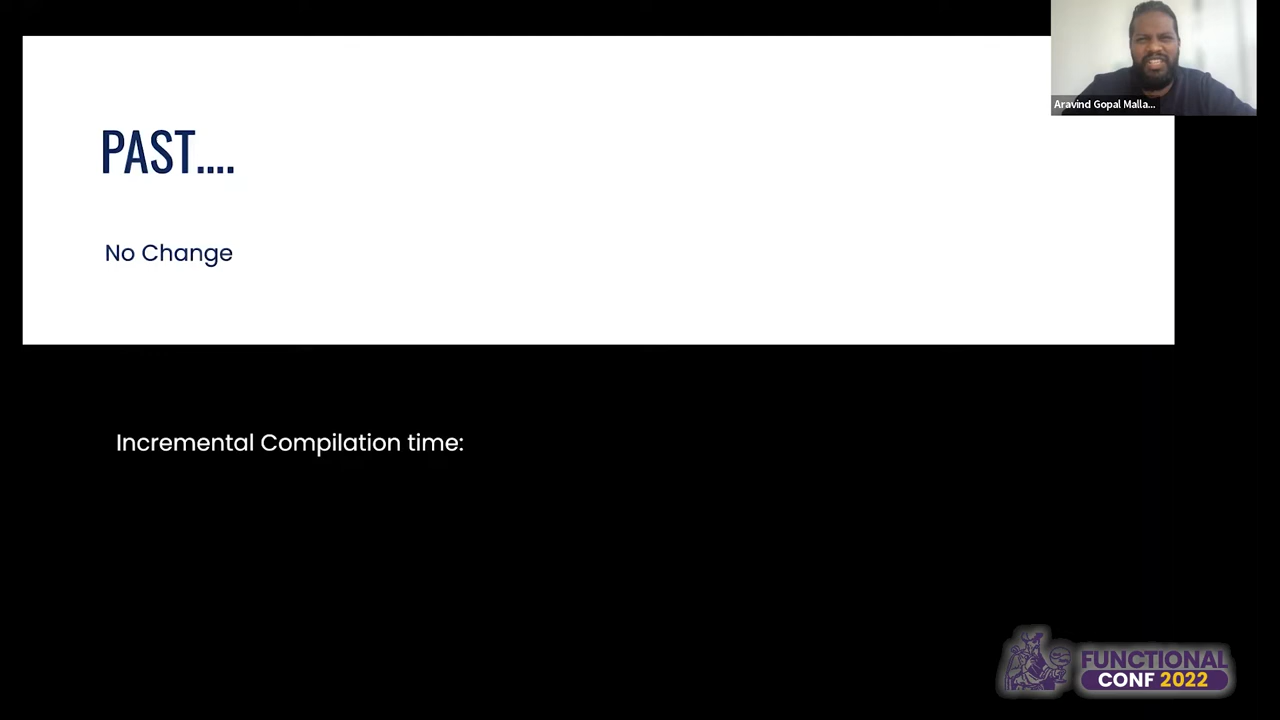 PAST....
No Change
Incremental Compilation time:
Aravind Gopal Malla...
FUNCTIONAL
CONF 2022